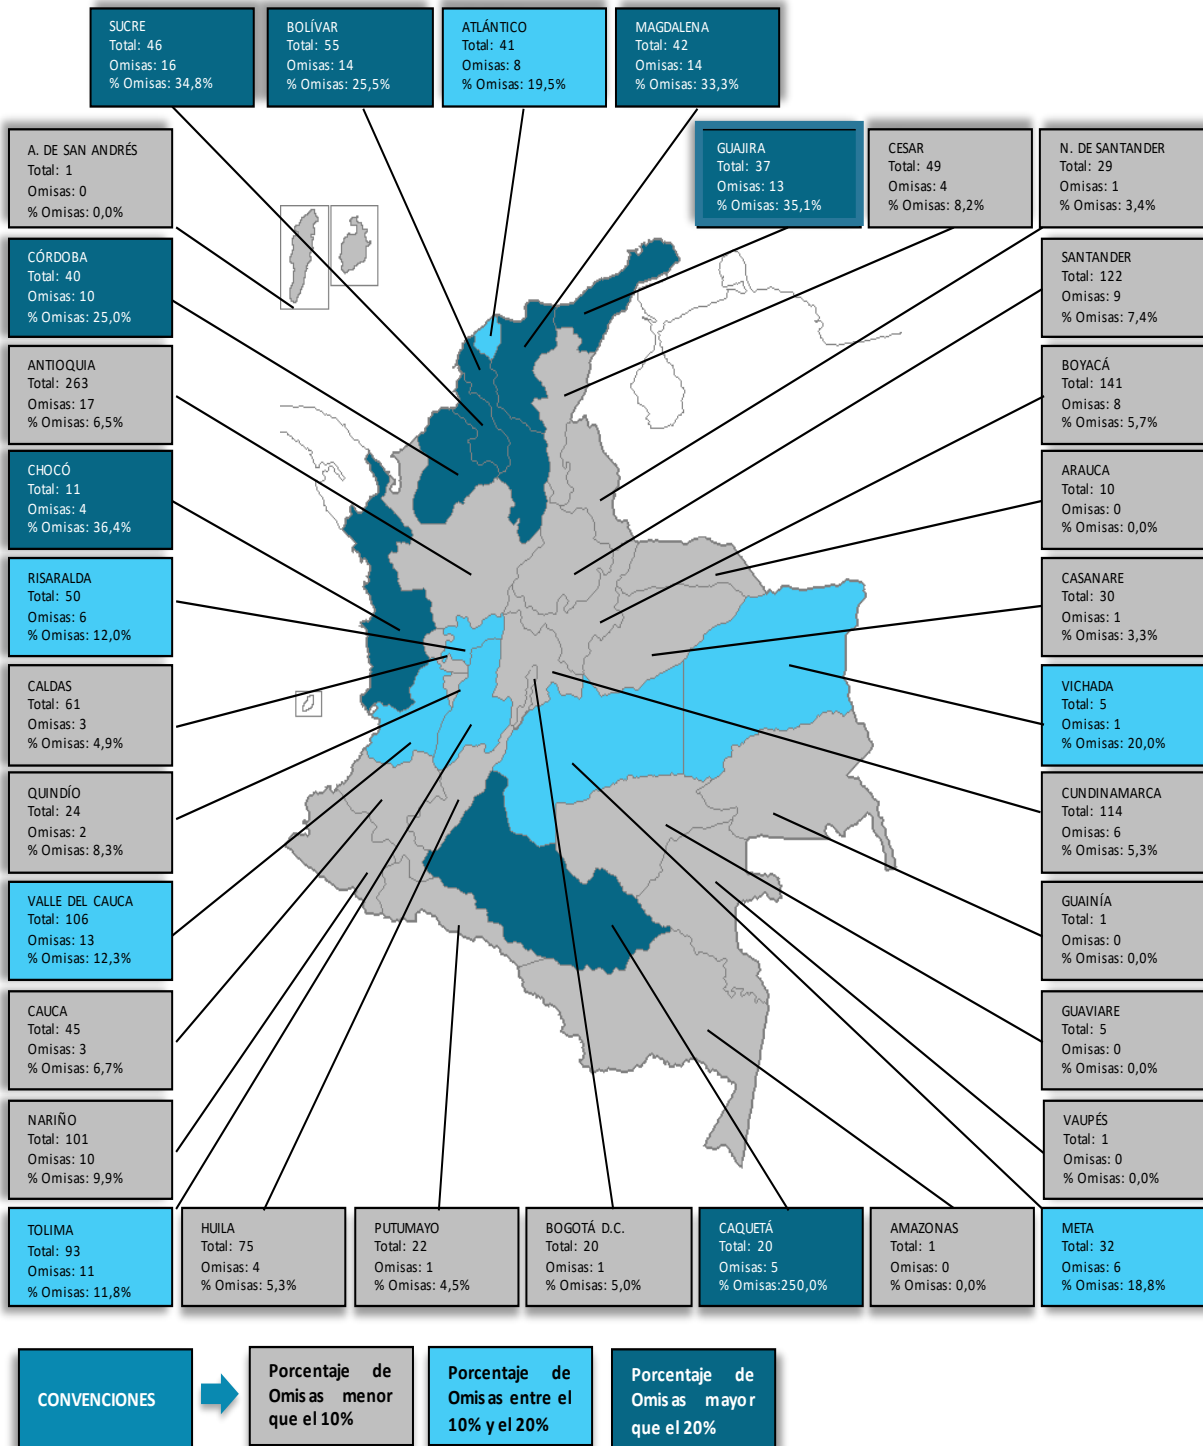 SUCRE
Total: 46
Omisas: 16
% Omisas: 34,8%
BOLÍVAR
Total: 55
Omisas: 14
% Omisas: 25,5%
ATLÁNTICO
Total: 41
Omisas: 8
% Omisas: 19,5%
MAGDALENA
Total: 42
Omisas: 14
% Omisas: 33,3%
A. DE SAN ANDRÉS
Total: 1
Omisas: 0
% Omisas: 0,0%
GUAJIRA
Total: 37
Omisas: 13
% Omisas: 35,1%
CESAR
Total: 49
Omisas: 4
% Omisas: 8,2%
N. DE SANTANDER
Total: 29
Omisas: 1
% Omisas: 3,4%
CÓRDOBA
Total: 40
Omisas: 10
% Omisas: 25,0%
SANTANDER
Total: 122
Omisas: 9
% Omisas: 7,4%
ANTIOQUIA
Total: 263
Omisas: 17
% Omisas: 6,5%
BOYACÁ
Total: 141
Omisas: 8
% Omisas: 5,7%
CHOCÓ
Total: 11
Omisas: 4
% Omisas: 36,4%
ARAUCA
Total: 10
Omisas: 0
% Omisas: 0,0%
RISARALDA
Total: 50
Omisas: 6
% Omisas: 12,0%
CASANARE
Total: 30
Omisas: 1
% Omisas: 3,3%
CALDAS
Total: 61
Omisas: 3
% Omisas: 4,9%
VICHADA
Total: 5
Omisas: 1
% Omisas: 20,0%
QUINDÍO
Total: 24
Omisas: 2
% Omisas: 8,3%
CUNDINAMARCA
Total: 114
Omisas: 6
% Omisas: 5,3%
VALLE DEL CAUCA
Total: 106
Omisas: 13
% Omisas: 12,3%
GUAINÍA
Total: 1
Omisas: 0
% Omisas: 0,0%
CAUCA
Total: 45
Omisas: 3
% Omisas: 6,7%
GUAVIARE
Total: 5
Omisas: 0
% Omisas: 0,0%
NARIÑO
Total: 101
Omisas: 10
% Omisas: 9,9%
VAUPÉS
Total: 1
Omisas: 0
% Omisas: 0,0%
TOLIMA
Total: 93
Omisas: 11
% Omisas: 11,8%
HUILA
Total: 75
Omisas: 4
% Omisas: 5,3%
PUTUMAYO
Total: 22
Omisas: 1
% Omisas: 4,5%
BOGOTÁ D.C.
Total: 20
Omisas: 1
% Omisas: 5,0%
CAQUETÁ
Total: 20
Omisas: 5
% Omisas:250,0%
AMAZONAS
Total: 1
Omisas: 0
% Omisas: 0,0%
META
Total: 32
Omisas: 6
% Omisas: 18,8%
CONVENCIONES
Porcentaje de
Omisas menor
que el 10%
Porcentaje de
Omisas entre el
10% y el 20%
Porcentaje de
Omisas mayor
que el 20%